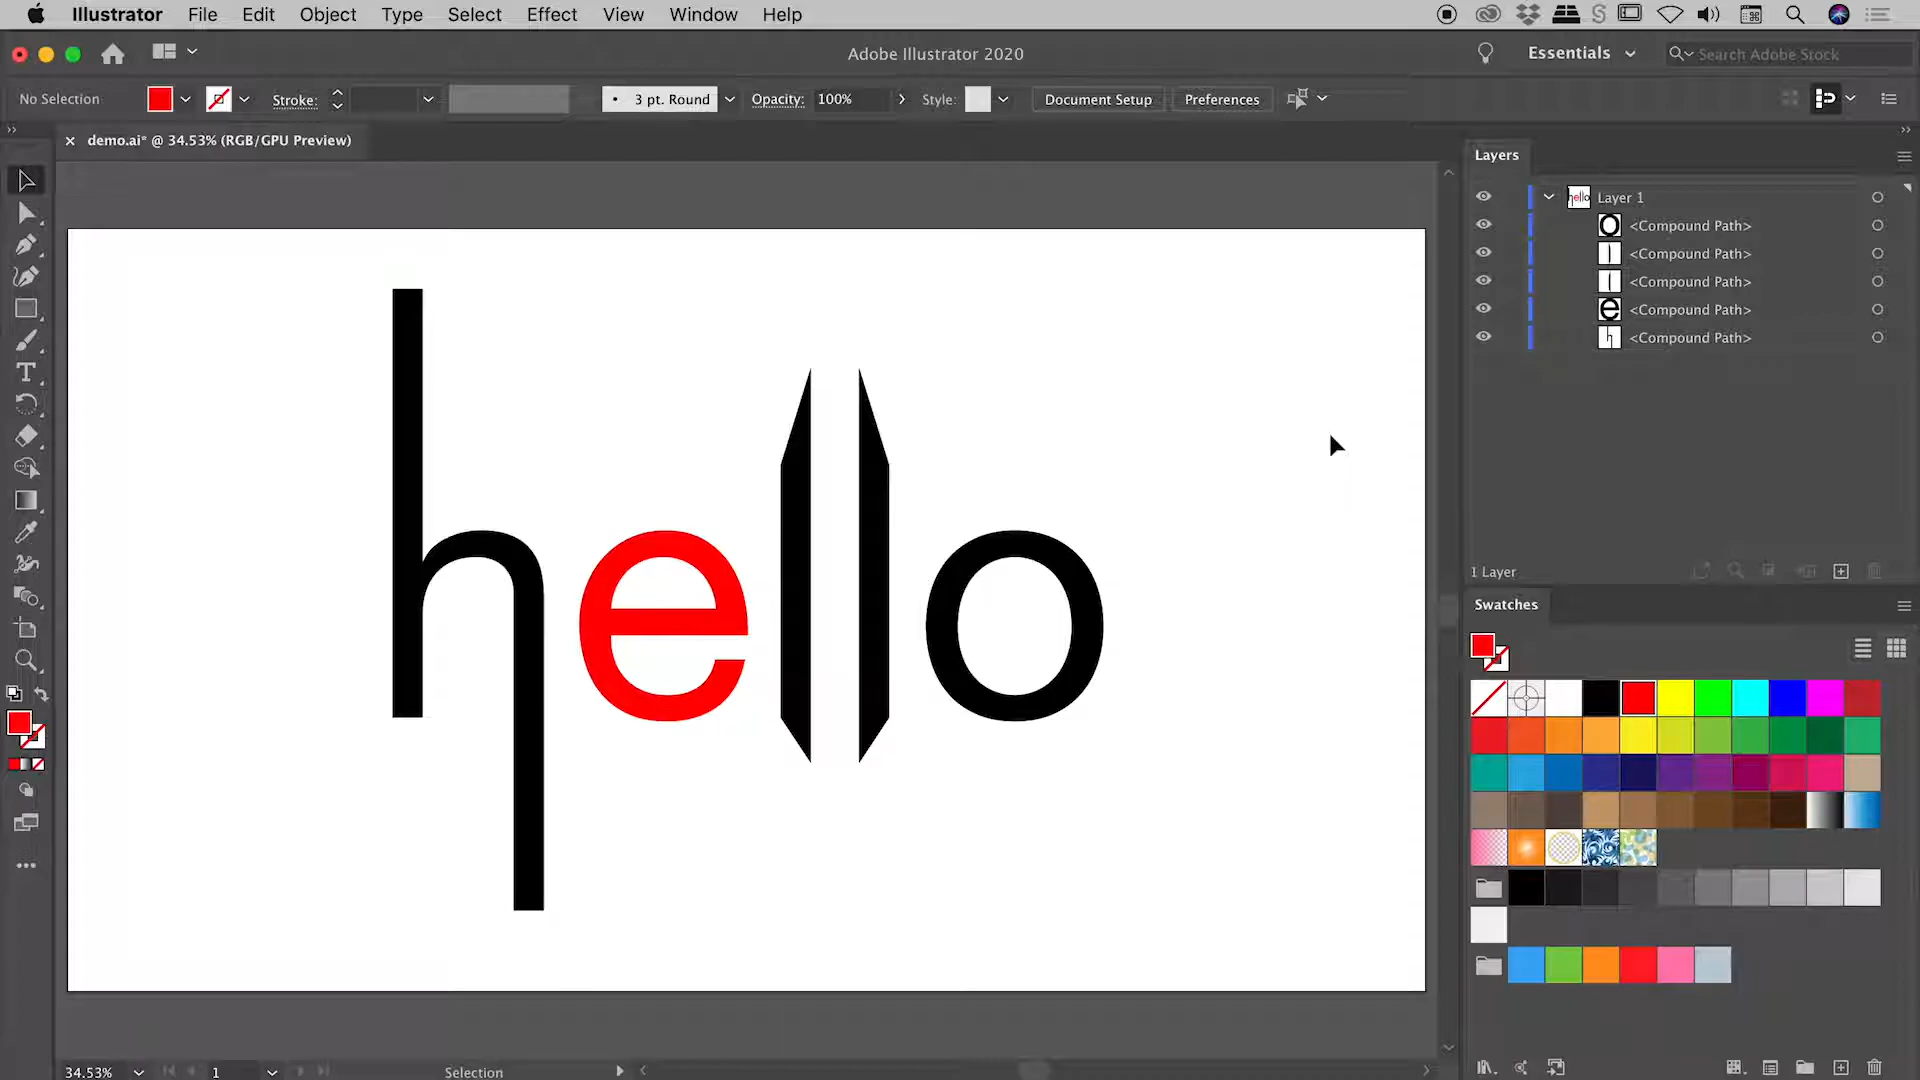 Illustrator File Edit Object Type Select Effect View Window Help
Adobe Illustrator 2020
Essentials
Search Adobe Stock
No Selection
Stroke:
3 pt. Round
Opacity: 100%
Style:
Document Setup
Preferences
demo.ai* @ 34.53% (RGB/GPU Preview)
hello
Layers
Layer 1
<Compound Path>
<Compound Path>
<Compound Path>
<Compound Path>
<Compound Path>
1 Layer
Swatches
34.53%
1
Selection